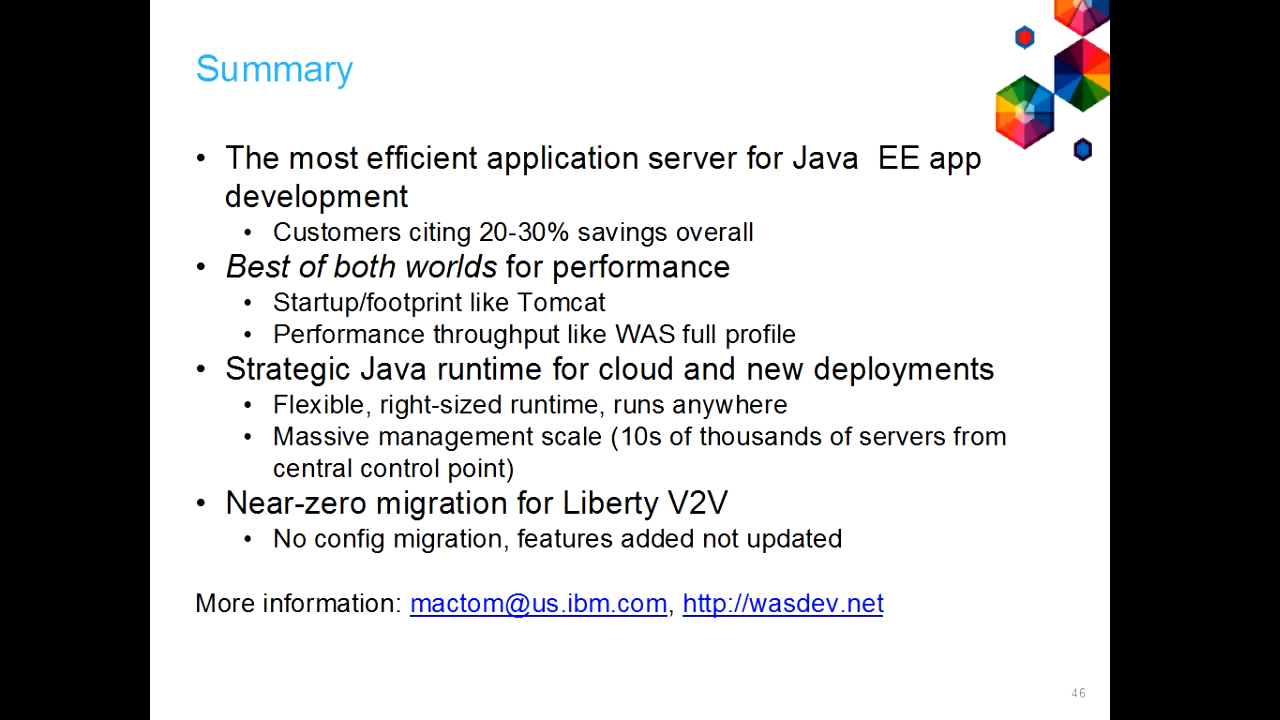 Summary
• The most efficient application server for Java  EE app
development
• Customers citing 20-30% savings overall
• Best of both worlds for performance
• Startup/footprint like Tomcat
• Performance throughput like WAS full profile
• Strategic Java runtime for cloud and new deployments
• Flexible, right-sized runtime, runs anywhere
• Massive management scale (10s of thousands of servers from
central control point)
• Near-zero migration for Liberty V2V
• No config migration, features added not updated
More information: mactom@us.ibm.com, http://wasdev.net
46